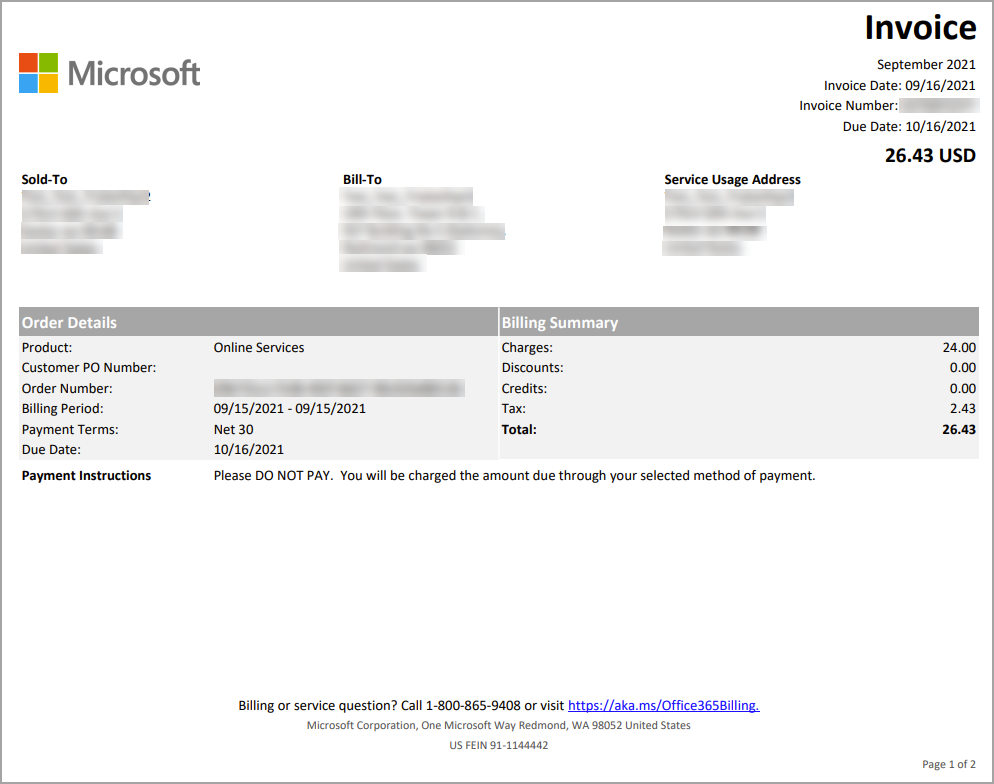 Invoice
Microsoft
September 2021
Invoice Date: 09/16/2021
Invoice Number:
Due Date: 10/16/2021
26.43 USD
Sold-To
Bill-To
Service Usage Address
Order Details
Product: Online Services
Customer PO Number:
Order Number:
Billing Period: 09/15/2021 - 09/15/2021
Payment Terms: Net 30
Due Date: 10/16/2021
Billing Summary
Charges: 24.00
Discounts: 0.00
Credits: 0.00
Tax: 2.43
Total: 26.43
Payment Instructions Please DO NOT PAY. You will be charged the amount due through your selected method of payment.
Billing or service question? Call 1-800-865-9408 or visit https://aka.ms/Office365Billing.
Microsoft Corporation, One Microsoft Way Redmond, WA 98052 United States
US FEIN 91-1144442
Page 1 of 2